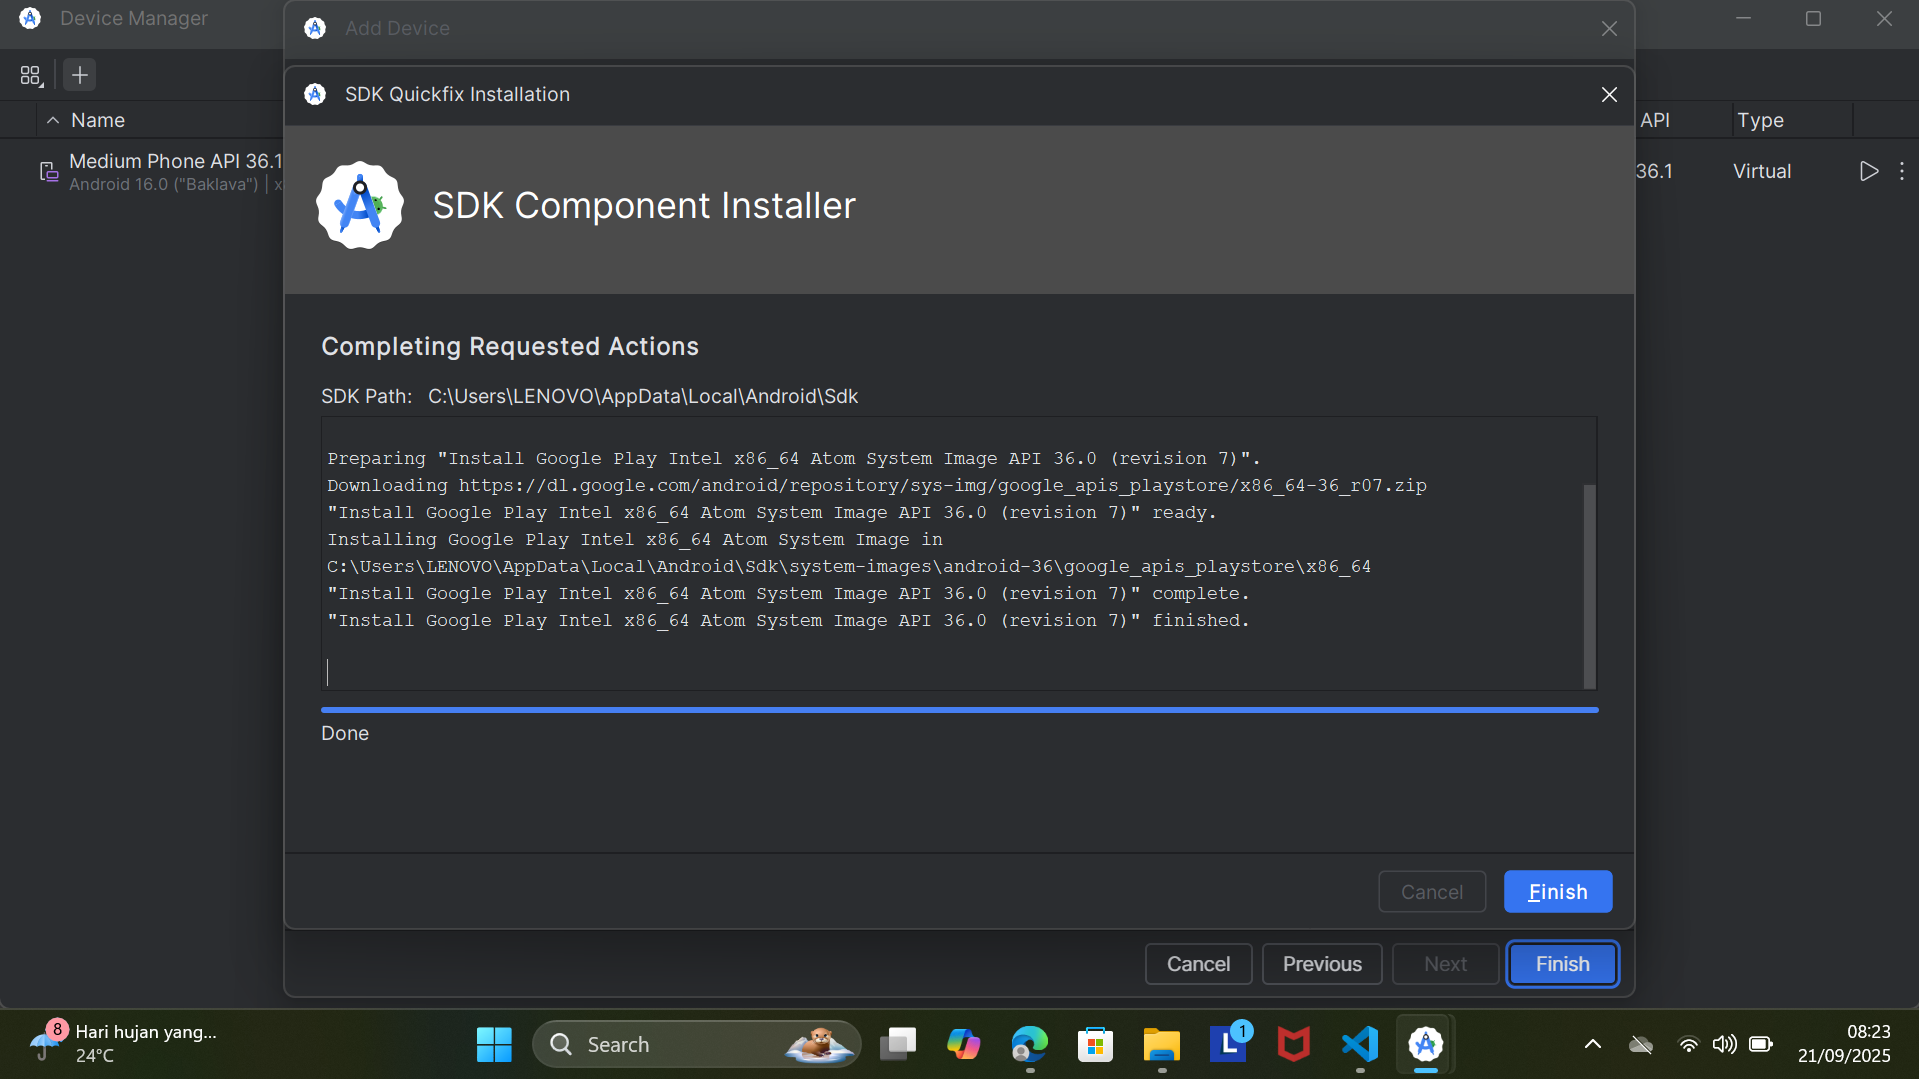 Device Manager
Add Device
SDK Quickfix Installation
Name
API
Type
Medium Phone API 36.1
Android 16.0 ("Baklava") | x
36.1
Virtual
SDK Component Installer
Completing Requested Actions
SDK Path: C:\Users\LENOVO\AppData\Local\Android\Sdk
Preparing "Install Google Play Intel x86_64 Atom System Image API 36.0 (revision 7)".
Downloading https://dl.google.com/android/repository/sys-img/google_apis_playstore/x86_64-36_r07.zip
"Install Google Play Intel x86_64 Atom System Image API 36.0 (revision 7)" ready.
Installing Google Play Intel x86_64 Atom System Image in
C:\Users\LENOVO\AppData\Local\Android\Sdk\system-images\android-36\google_apis_playstore\x86_64
"Install Google Play Intel x86_64 Atom System Image API 36.0 (revision 7)" complete.
"Install Google Play Intel x86_64 Atom System Image API 36.0 (revision 7)" finished.
Done
Cancel
Finish
Cancel
Previous
Next
Finish
8
Hari hujan yang...
24°C
Search
L
1
08:23
21/09/2025